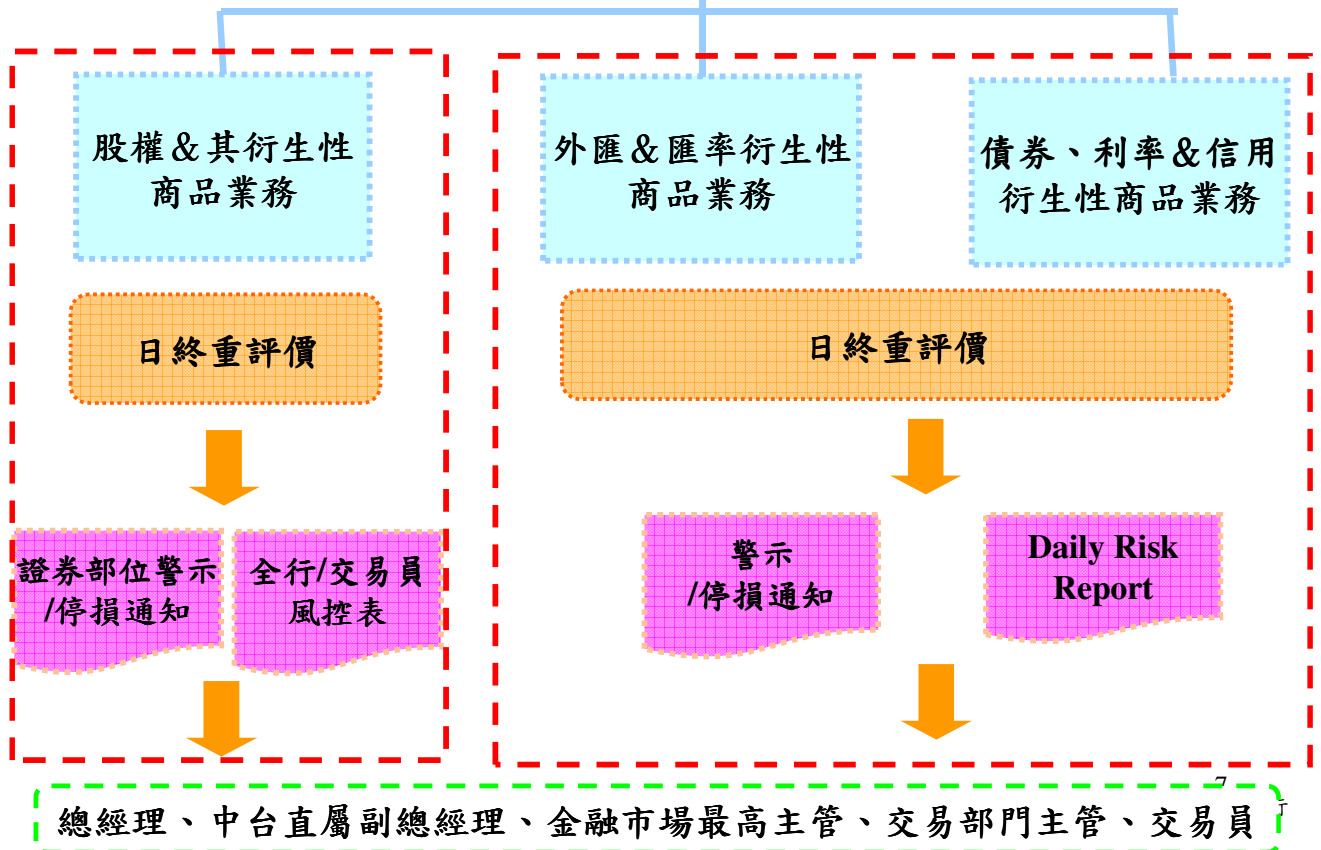 股權＆其衍生性
商品業務
外匯＆匯率衍生性
商品業務
債券、利率＆信用
衍生性商品業務
日終重評價
日終重評價
證券部位警示
/停損通知
全行/交易員
風控表
警示
/停損通知
Daily Risk
Report
7
總經理、中台直屬副總經理、金融市場最高主管、交易部門主管、交易員